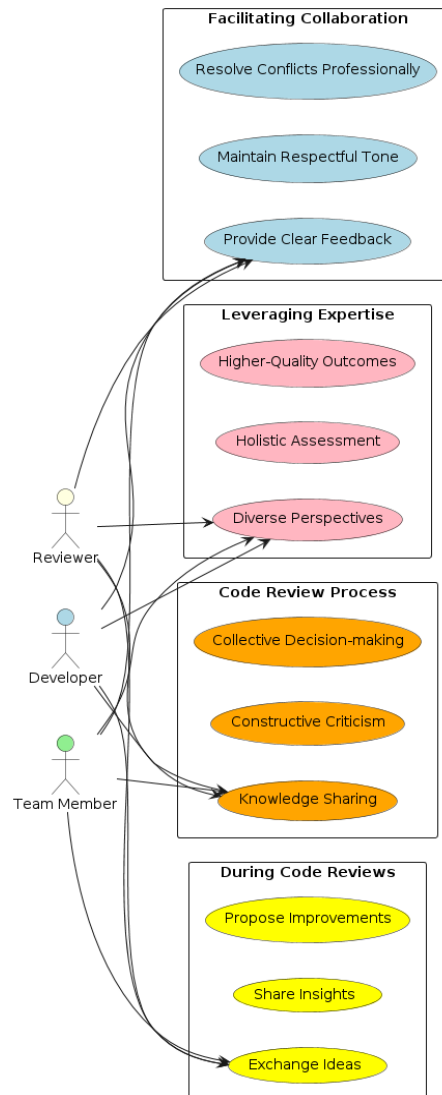 Facilitating Collaboration
Resolve Conflicts Professionally
Maintain Respectful Tone
Provide Clear Feedback
Leveraging Expertise
Higher-Quality Outcomes
Holistic Assessment
Diverse Perspectives
Reviewer
Code Review Process
Collective Decision-making
Developer
Constructive Criticism
Knowledge Sharing
Team Member
During Code Reviews
Propose Improvements
Share Insights
Exchange Ideas